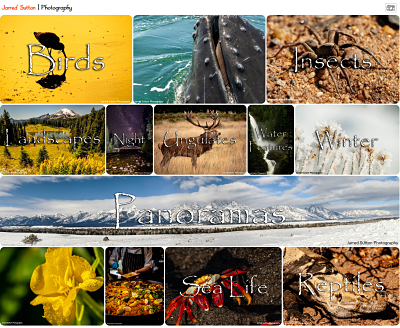 Jarred Sutton | Photography
Birds
Insects
Landscapes
Night
Ungulates
Water
Features
Winter
Panoramas
Jarred Sutton Photography
Sea Life
Reptiles